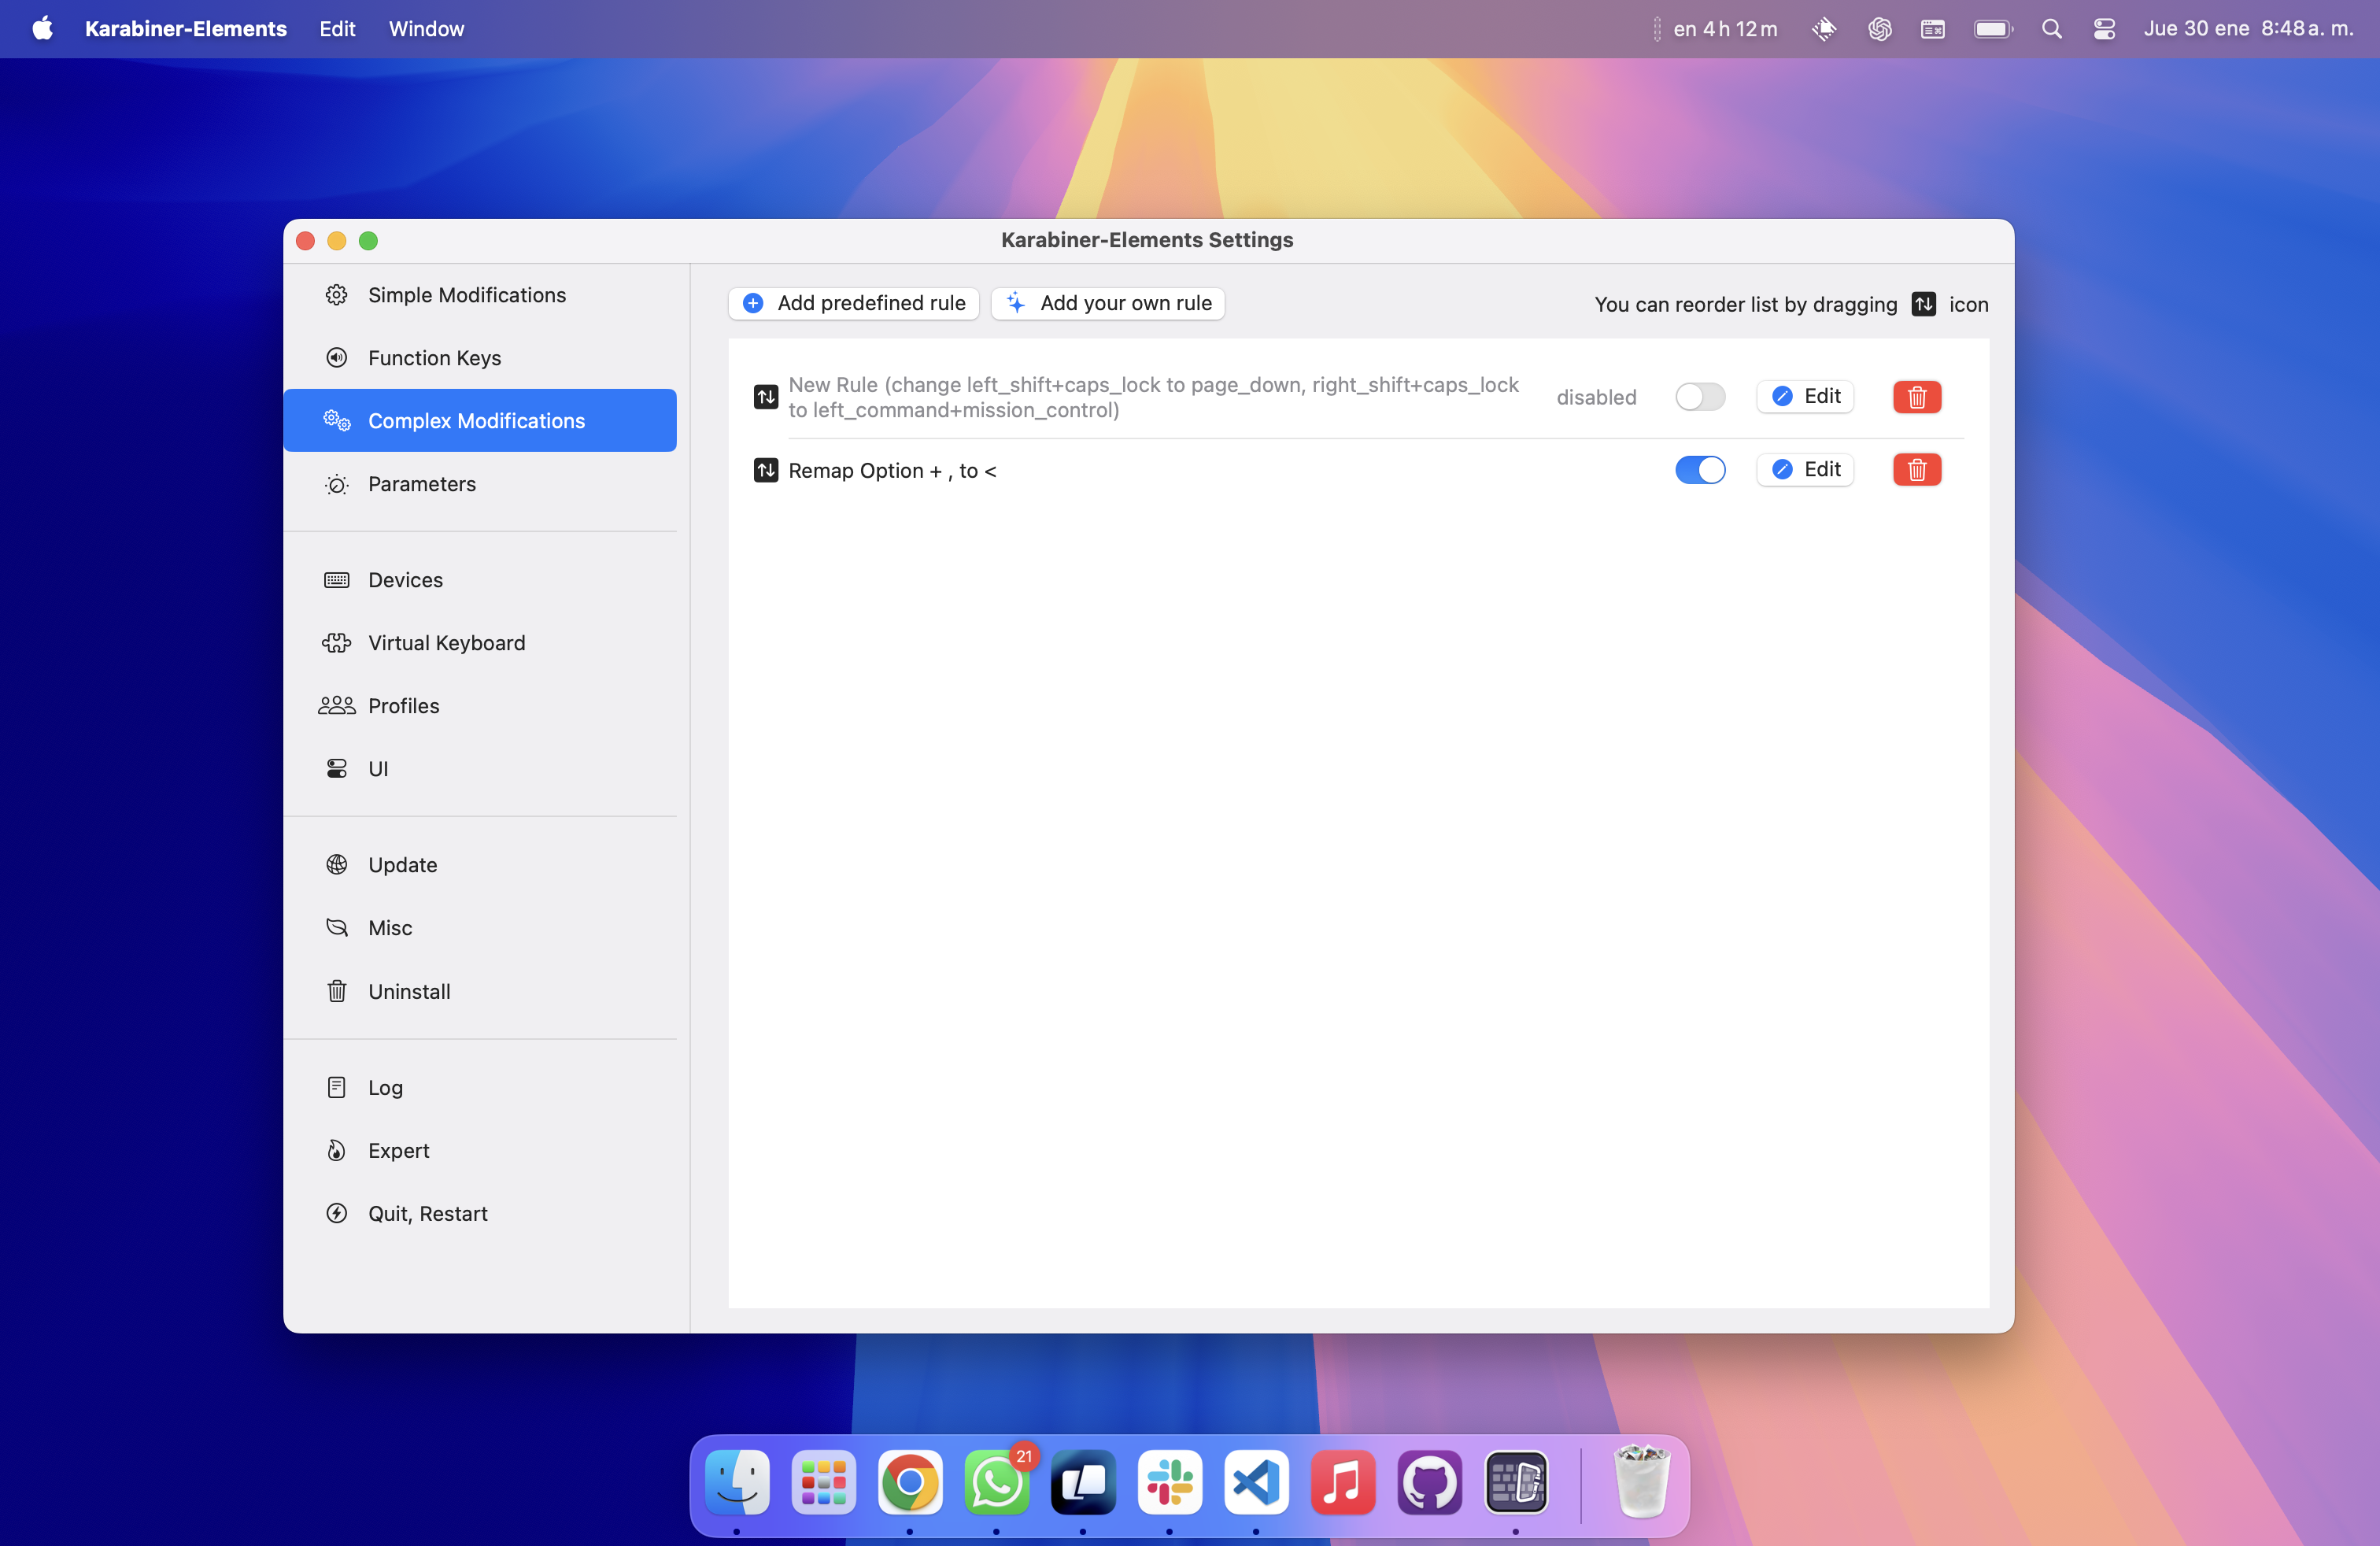 Karabiner-Elements Edit Window en 4 h 12 m Jue 30 ene 8:48 a. m.
Karabiner-Elements Settings
Simple Modifications
Function Keys
Complex Modifications
Parameters
Devices
Virtual Keyboard
Profiles
UI
Update
Misc
Uninstall
Log
Expert
Quit, Restart
Add predefined rule Add your own rule You can reorder list by dragging icon
New Rule (change left_shift+caps_lock to page_down, right_shift+caps_lock
to left_command+mission_control) disabled Edit
Remap Option + , to < Edit
21